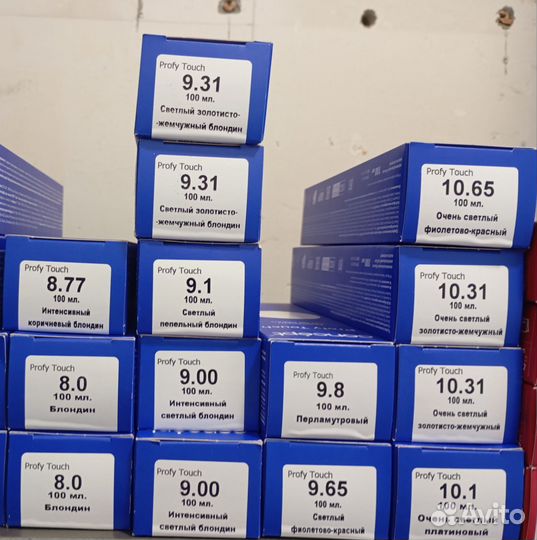 Profy Touch
9.31
100 мл.
Светлый золотисто-
-жемчужный блондин
Profy Touch
9.31
100 мл.
Светлый золотисто-
-жемчужный блондин
Profy Touch
10.65
100 мл.
Очень светлый
фиолетово-красный
Profy Touch
8.77
100 мл.
Интенсивный
коричневый блондин
Profy Touch
9.1
100 мл.
Светлый
пепельный блондин
Profy Touch
10.31
100 мл.
Очень светлый
золотисто-жемчужный
Profy Touch
8.0
100 мл.
Блондин
Profy Touch
9.00
100 мл.
Интенсивный
светлый блондин
concept
Profy Touch
Profy Touch
9.8
100 мл.
Перламутровый
Profy Touch
10.31
100 мл.
Очень светлый
золотисто-жемчужный
Profy Touch
8.0
100 мл.
Блондин
Profy Touch
9.00
100 мл.
Интенсивный
светлый блондин
Profy Touch
9.65
100 мл.
Светлый
фиолетово-красный
Profy Touch
10.1
100 мл.
Очень светлый
платиновый
Avito